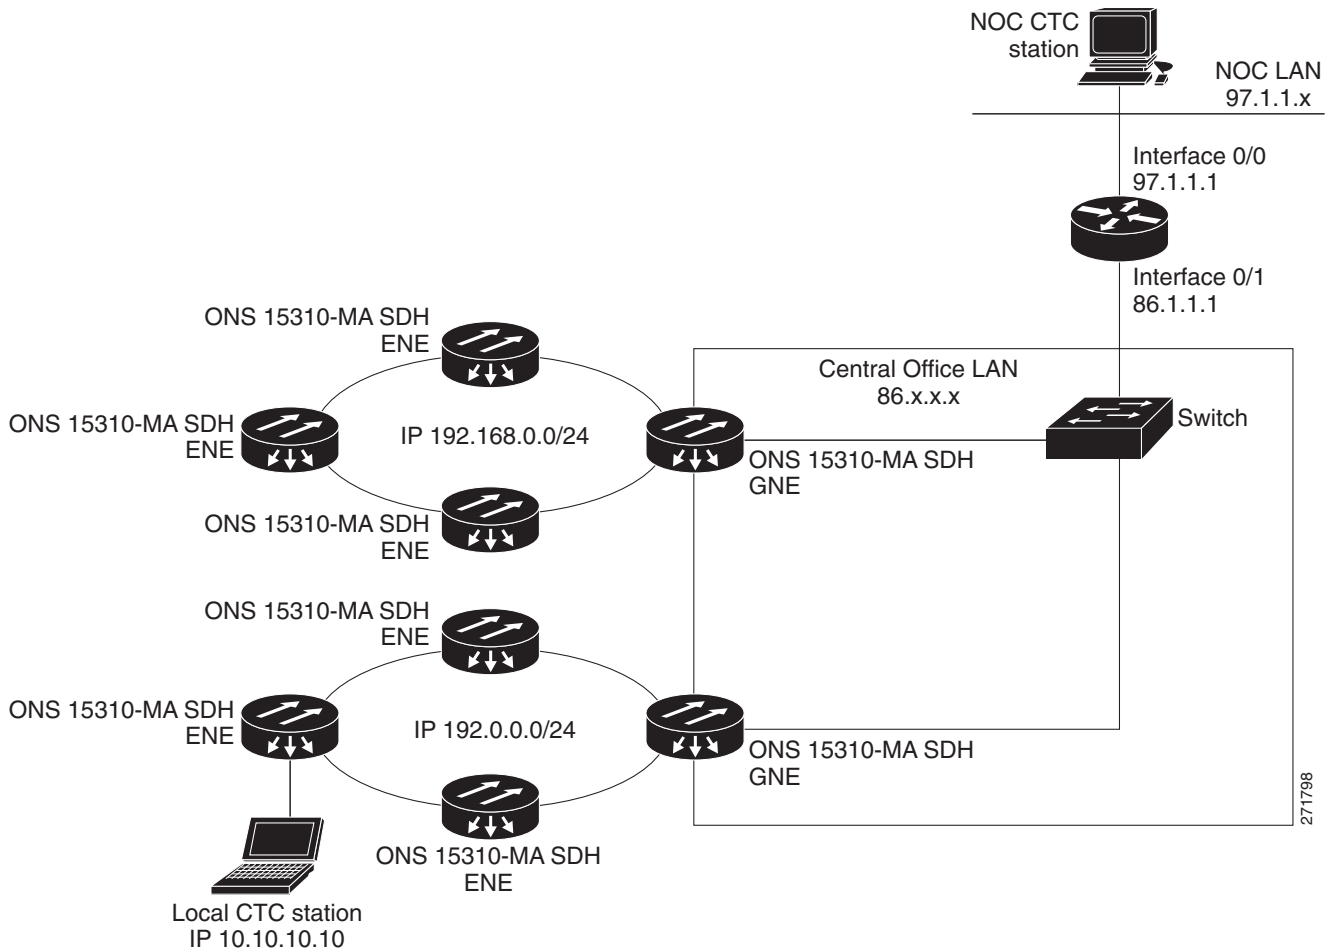 NOC CTC
station
NOC LAN
97.1.1.x
Interface 0/0
97.1.1.1
Interface 0/1
86.1.1.1
ONS 15310-MA SDH
ENE
Central Office LAN
86.x.x.x
ONS 15310-MA SDH
ENE
IP 192.168.0.0/24
Switch
ONS 15310-MA SDH
GNE
ONS 15310-MA SDH
ENE
ONS 15310-MA SDH
ENE
ONS 15310-MA SDH
ENE
IP 192.0.0.0/24
ONS 15310-MA SDH
GNE
271798
ONS 15310-MA SDH
ENE
Local CTC station
IP 10.10.10.10